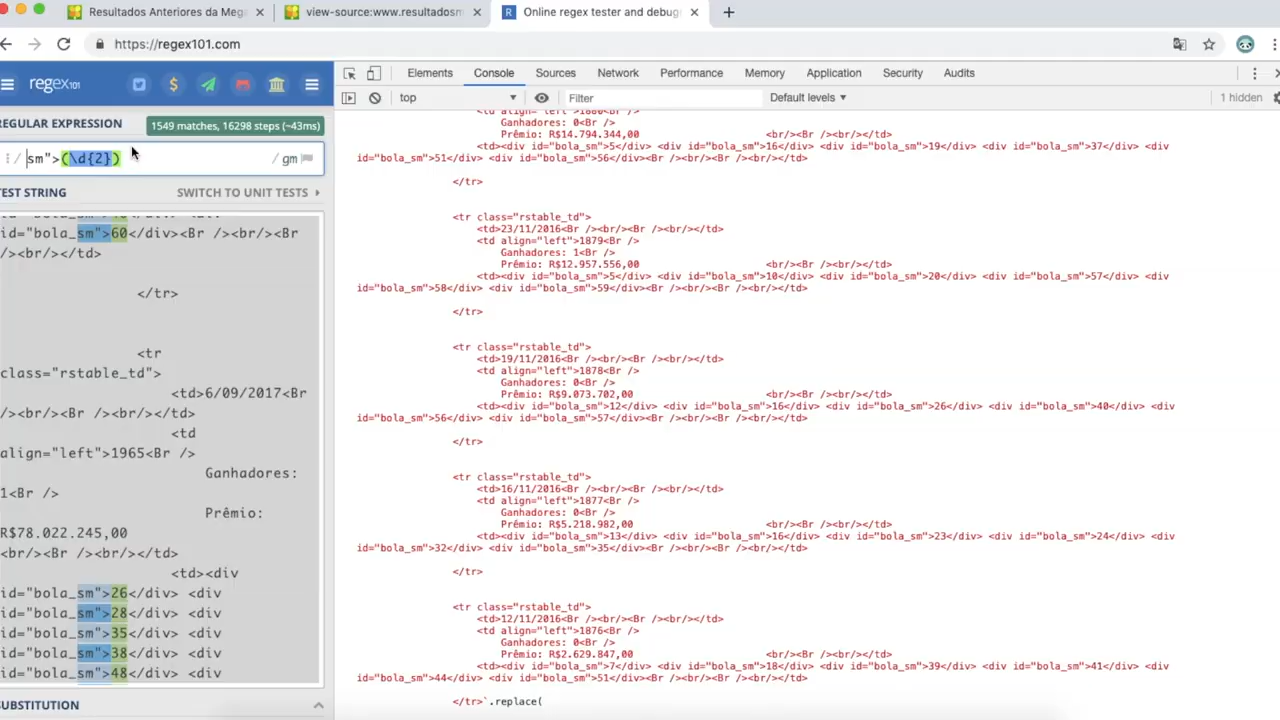 Resultados Anteriores da Meg
view-source:www.resultadosm
Online regex tester and debug
https://regex101.com
regex101
REGULAR EXPRESSION
1549 matches, 16298 steps (~43ms)
/ sm">(\d{2}) / gm
TEST STRING
SWITCH TO UNIT TESTS
id="bola_sm">60</div><Br /><br/><Br
/><br/></td>
</tr>
<tr
class="rstable_td">
<td>6/09/2017<Br
/><br/><Br /><br/></td>
<td
align="left">1965<Br />
Ganhadores:
1<Br />
Prêmio:
R$78.022.245,00
<br/><Br /><br/></td>
<td><div
id="bola_sm">26</div> <div
id="bola_sm">28</div> <div
id="bola_sm">35</div> <div
id="bola_sm">38</div> <div
id="bola_sm">48</div> <div
SUBSTITUTION
Elements Console Sources Network Performance Memory Application Security Audits
top
Filter
Default levels
1 hidden
<td align="left">1880<Br />
Ganhadores: 0<Br />
Prêmio: R$14.794.344,00 <br/><Br /><br/></td>
<td><div id="bola_sm">5</div> <div id="bola_sm">16</div> <div id="bola_sm">19</div> <div id="bola_sm">37</div> <div
id="bola_sm">51</div> <div id="bola_sm">56</div><Br /><br/><Br /><br/></td>
</tr>
<tr class="rstable_td">
<td>23/11/2016<Br /><br/><Br /><br/></td>
<td align="left">1879<Br />
Ganhadores: 1<Br />
Prêmio: R$12.957.556,00 <br/><Br /><br/></td>
<td><div id="bola_sm">5</div> <div id="bola_sm">10</div> <div id="bola_sm">20</div> <div id="bola_sm">57</div> <div
id="bola_sm">58</div> <div id="bola_sm">59</div><Br /><br/><Br /><br/></td>
</tr>
<tr class="rstable_td">
<td>19/11/2016<Br /><br/><Br /><br/></td>
<td align="left">1878<Br />
Ganhadores: 0<Br />
Prêmio: R$9.073.702,00 <br/><Br /><br/></td>
<td><div id="bola_sm">12</div> <div id="bola_sm">16</div> <div id="bola_sm">26</div> <div id="bola_sm">40</div> <div
id="bola_sm">56</div> <div id="bola_sm">57</div><Br /><br/><Br /><br/></td>
</tr>
<tr class="rstable_td">
<td>16/11/2016<Br /><br/><Br /><br/></td>
<td align="left">1877<Br />
Ganhadores: 0<Br />
Prêmio: R$5.218.982,00 <br/><Br /><br/></td>
<td><div id="bola_sm">13</div> <div id="bola_sm">16</div> <div id="bola_sm">23</div> <div id="bola_sm">24</div> <div
id="bola_sm">32</div> <div id="bola_sm">35</div><Br /><br/><Br /><br/></td>
</tr>
<tr class="rstable_td">
<td>12/11/2016<Br /><br/><Br /><br/></td>
<td align="left">1876<Br />
Ganhadores: 0<Br />
Prêmio: R$2.629.847,00 <br/><Br /><br/></td>
<td><div id="bola_sm">7</div> <div id="bola_sm">18</div> <div id="bola_sm">39</div> <div id="bola_sm">41</div> <div
id="bola_sm">44</div> <div id="bola_sm">51</div><Br /><br/><Br /><br/></td>
</tr>`.replace(